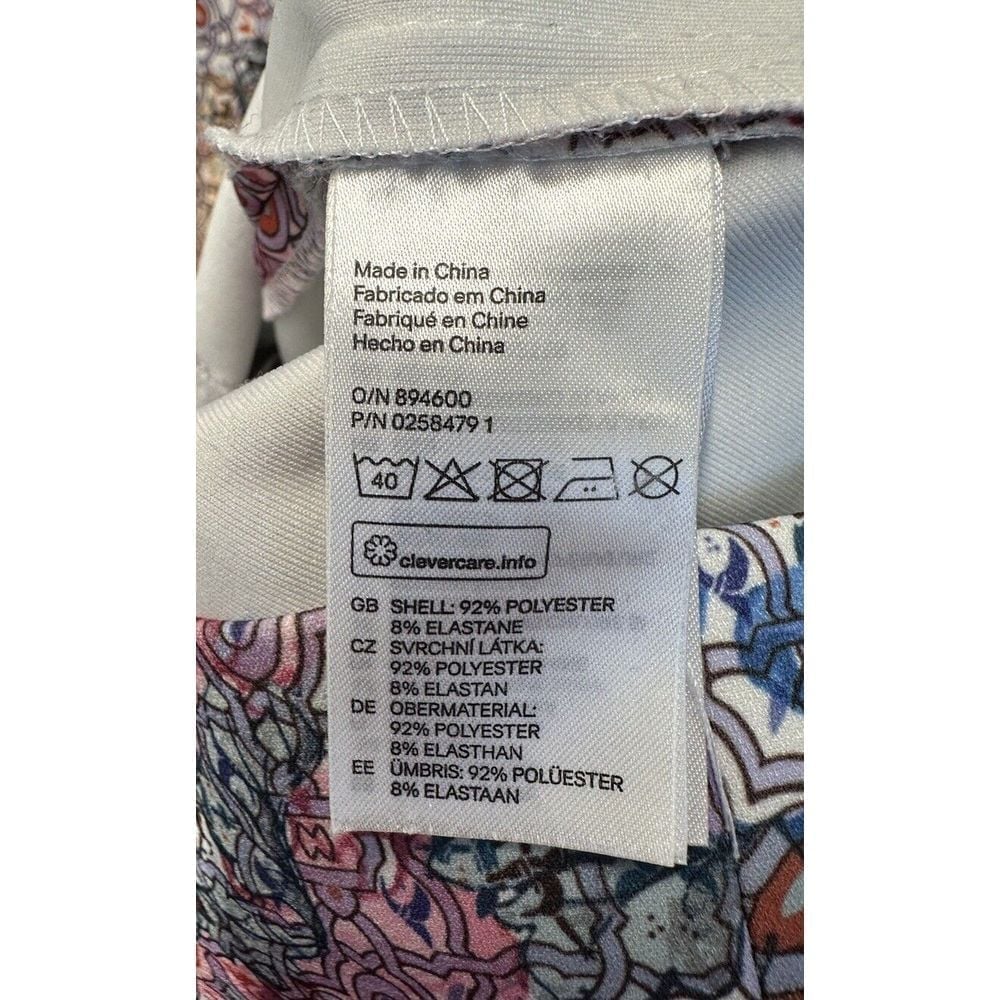 Made in China
Fabricado em China
Fabriqué en Chine
Hecho en China
O/N 894600
P/N 0258479 1
40
clevercare.info
GB SHELL: 92% POLYESTER
8% ELASTANE
CZ SVRCHNÍ LÁTKA:
92% POLYESTER
8% ELASTAN
DE OBERMATERIAL:
92% POLYESTER
8% ELASTHAN
EE ÜMBRIS: 92% POLÜESTER
8% ELASTAAN